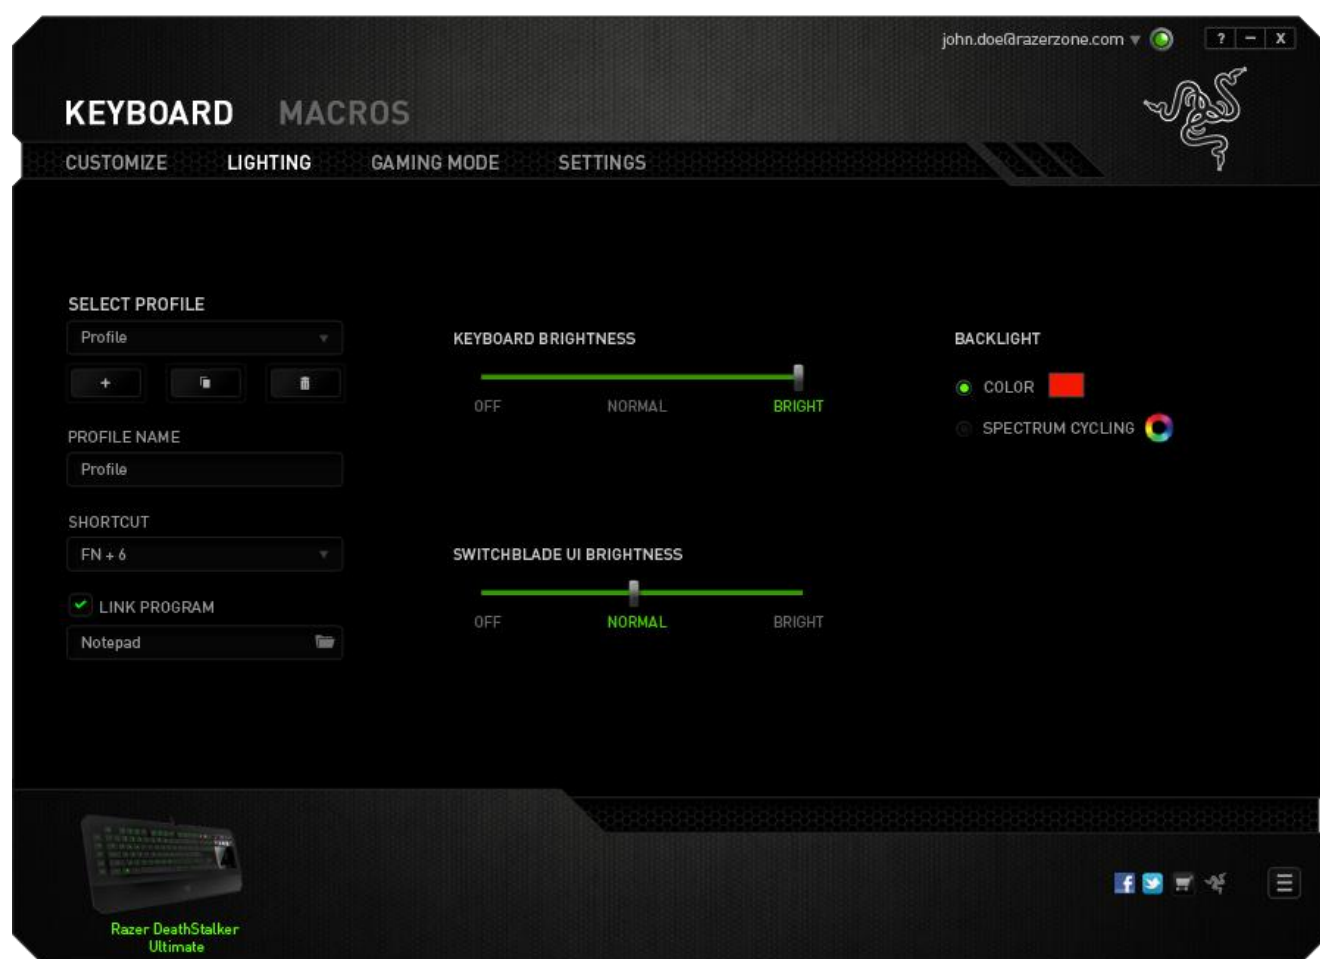 john.doe@razerzone.com
? – X
KEYBOARD MACROS
CUSTOMIZE LIGHTING GAMING MODE SETTINGS
SELECT PROFILE
Profile
+
PROFILE NAME
Profile
SHORTCUT
FN + 6
LINK PROGRAM
Notepad
KEYBOARD BRIGHTNESS
OFF NORMAL BRIGHT
SWITCHBLADE UI BRIGHTNESS
OFF NORMAL BRIGHT
BACKLIGHT
COLOR
SPECTRUM CYCLING
Razer DeathStalker
Ultimate
f